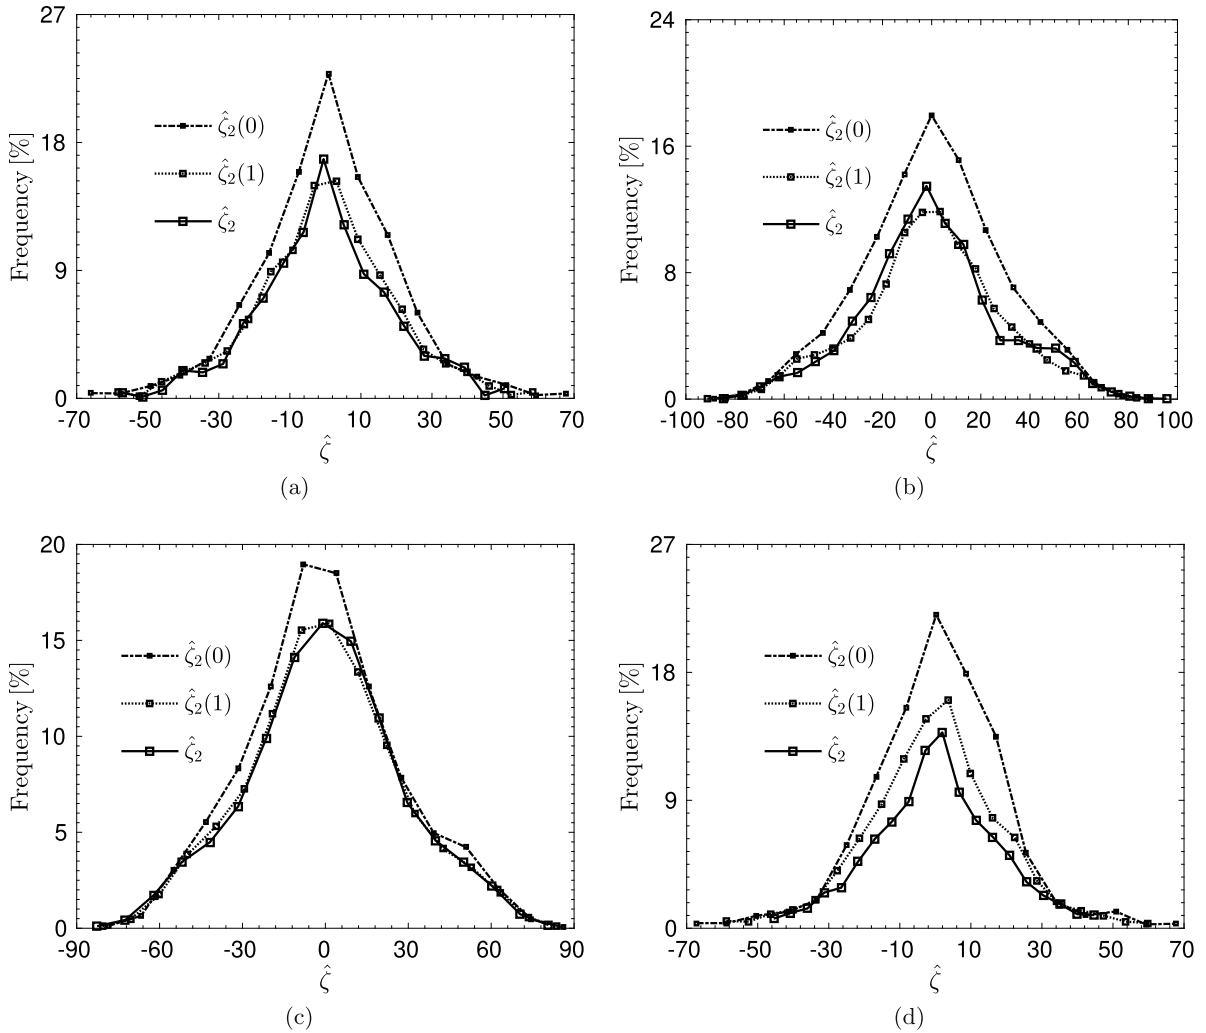 27
18
9
0
Frequency [%]
ζ̂₂(0)
ζ̂₂(1)
ζ̂₂
-70 -50 -30 -10 10 30 50 70
ζ̂
(a)
24
16
8
0
Frequency [%]
ζ̂₂(0)
ζ̂₂(1)
ζ̂₂
-100 -80 -60 -40 -20 0 20 40 60 80 100
ζ̂
(b)
20
15
10
5
0
Frequency [%]
ζ̂₂(0)
ζ̂₂(1)
ζ̂₂
-90 -60 -30 0 30 60 90
ζ̂
(c)
27
18
9
0
Frequency [%]
ζ̂₂(0)
ζ̂₂(1)
ζ̂₂
-70 -50 -30 -10 10 30 50 70
ζ̂
(d)